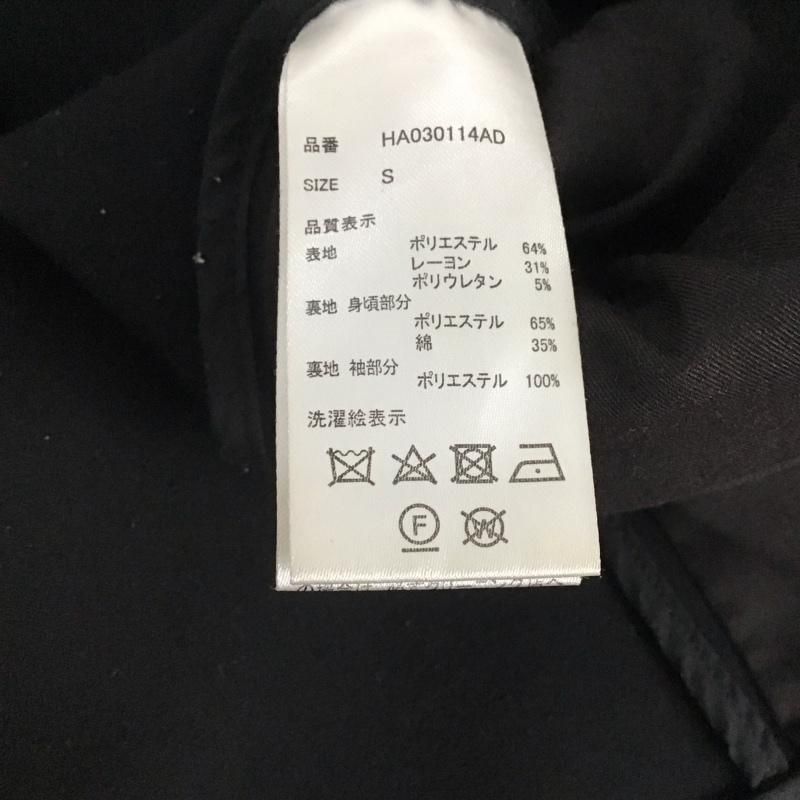 品番 HA030114AD
SIZE S
品質表示
表地 ポリエステル 64%
レーヨン 31%
ポリウレタン 5%
裏地 身頃部分
ポリエステル 65%
綿 35%
裏地 袖部分
ポリエステル 100%
洗濯絵表示
F
W